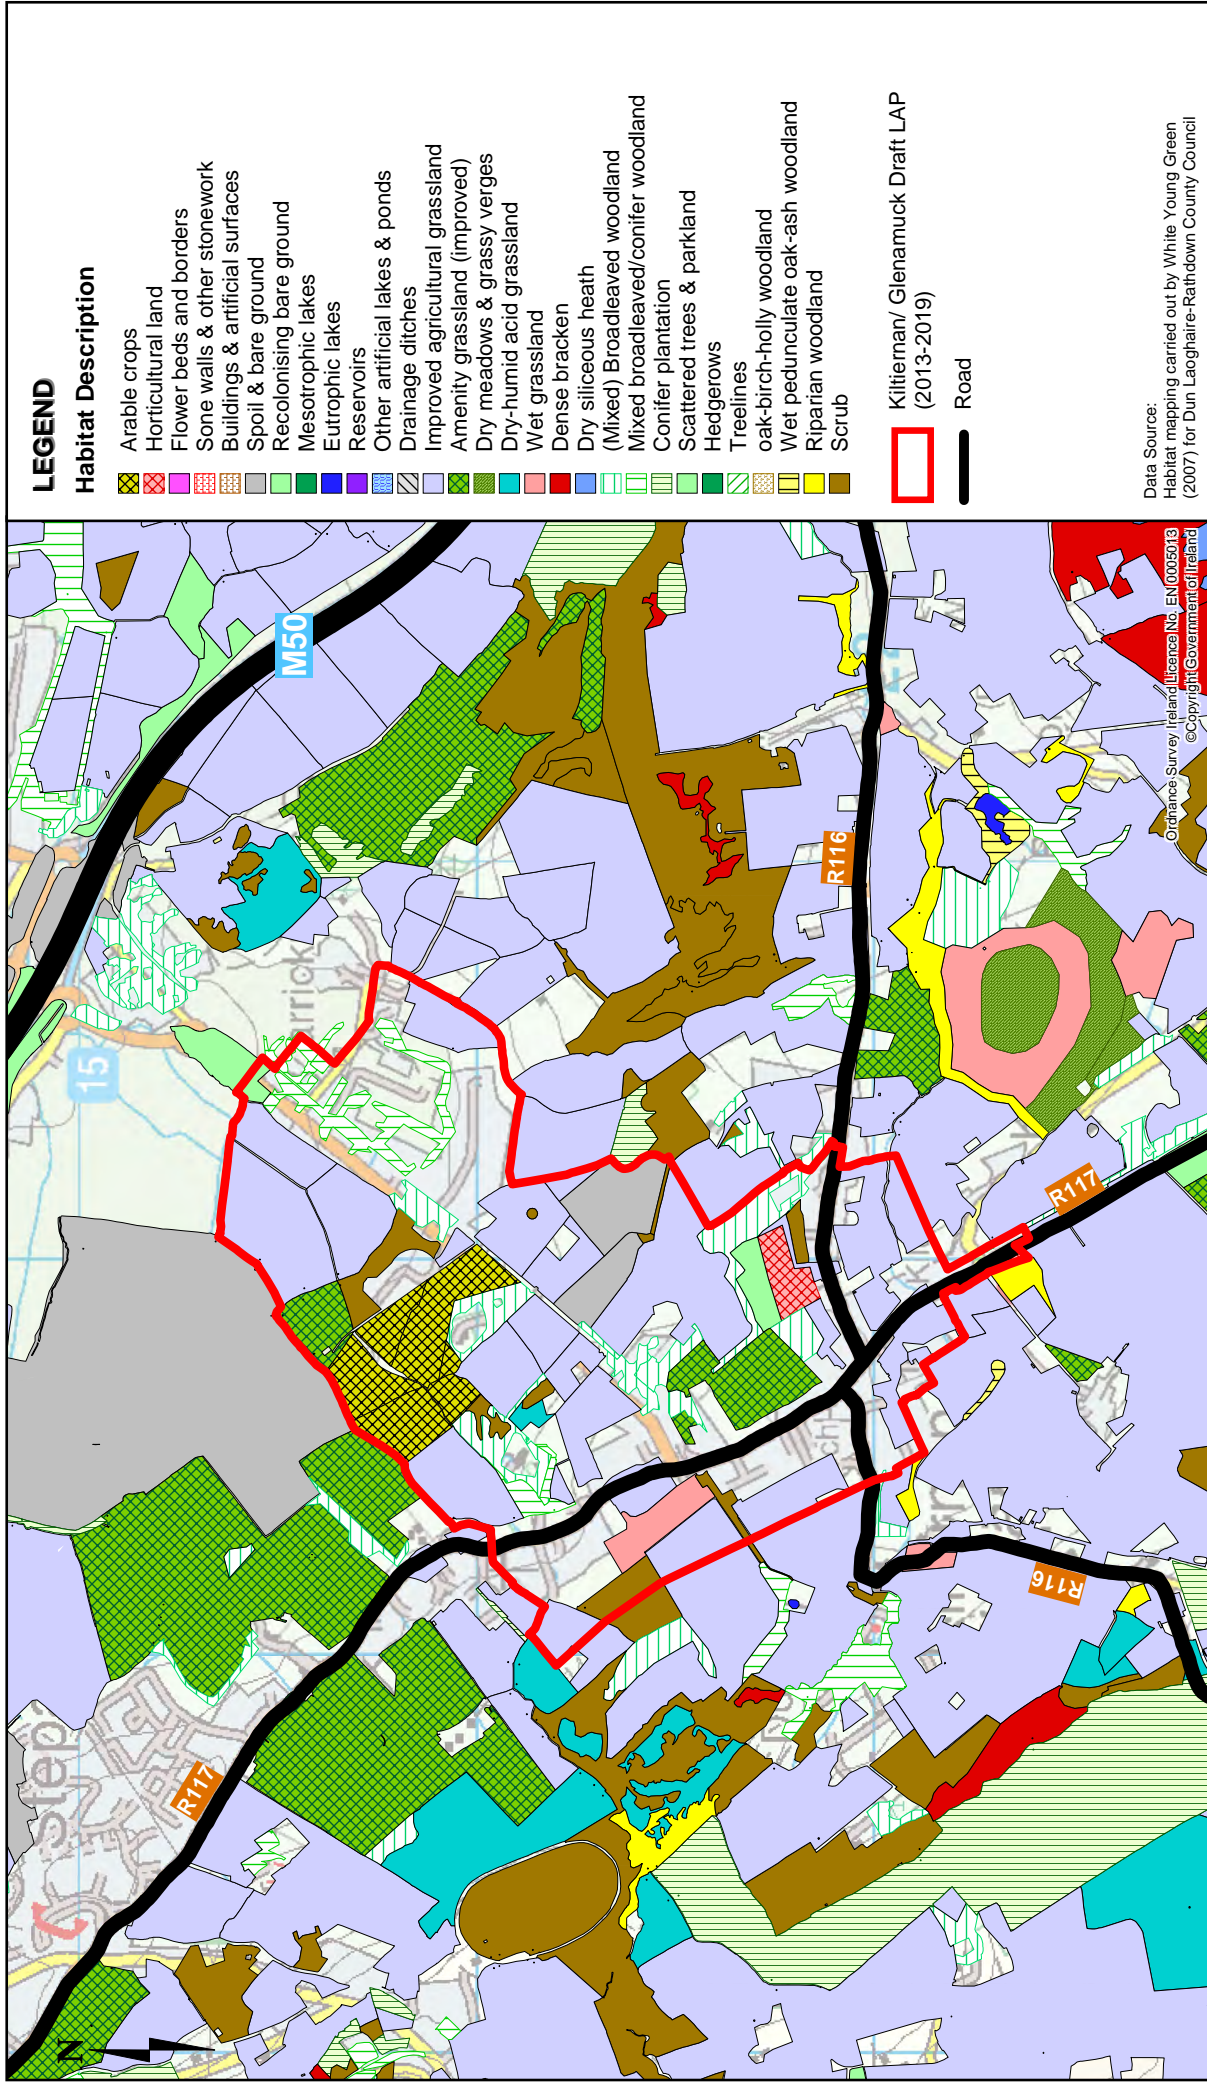 LEGEND
Habitat Description
Arable crops
Horticultural land
Flower beds and borders
Sone walls & other stonework
Buildings & artificial surfaces
Spoil & bare ground
Recolonising bare ground
Mesotrophic lakes
Eutrophic lakes
Reservoirs
Other artificial lakes & ponds
Drainage ditches
Improved agricultural grassland
Amenity grassland (improved)
Dry meadows & grassy verges
Dry-humid acid grassland
Wet grassland
Dense bracken
Dry siliceous heath
(Mixed) Broadleaved woodland
Mixed broadleaved/conifer woodland
Conifer plantation
Scattered trees & parkland
Hedgerows
Treelines
oak-birch-holly woodland
Wet pedunculate oak-ash woodland
Riparian woodland
Scrub
Kiltiernan/ Glenamuck Draft LAP
(2013-2019)
Road
Data Source:
Habitat mapping carried out by White Young Green
(2007) for Dun Laoghaire-Rathdown County Council
Ordnance Survey Ireland Licence No. EN 0005013
©Copyright Government of Ireland
M50
15
R116
R117
R116
R117
Step
N